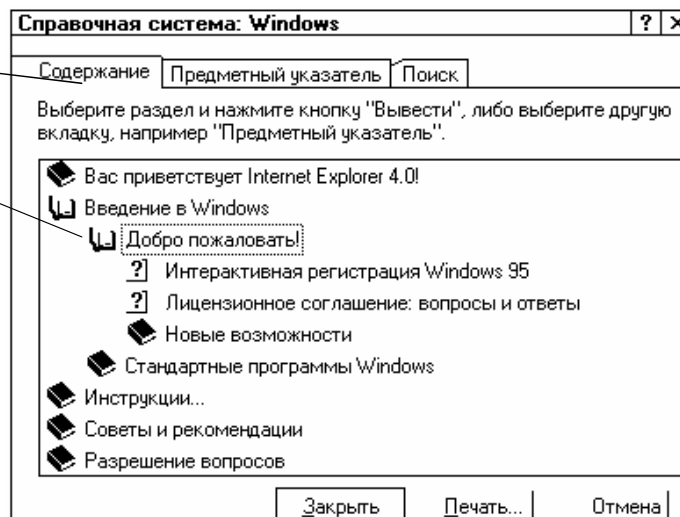 Справочная система: Windows ? ×
Содержание Предметный указатель Поиск
Выберите раздел и нажмите кнопку "Вывести", либо выберите другую
вкладку, например "Предметный указатель".
Вас приветствует Internet Explorer 4.0!
Введение в Windows
Добро пожаловать!
? Интерактивная регистрация Windows 95
? Лицензионное соглашение: вопросы и ответы
Новые возможности
Стандартные программы Windows
Инструкции...
Советы и рекомендации
Разрешение вопросов
Закрыть Печать... Отмена